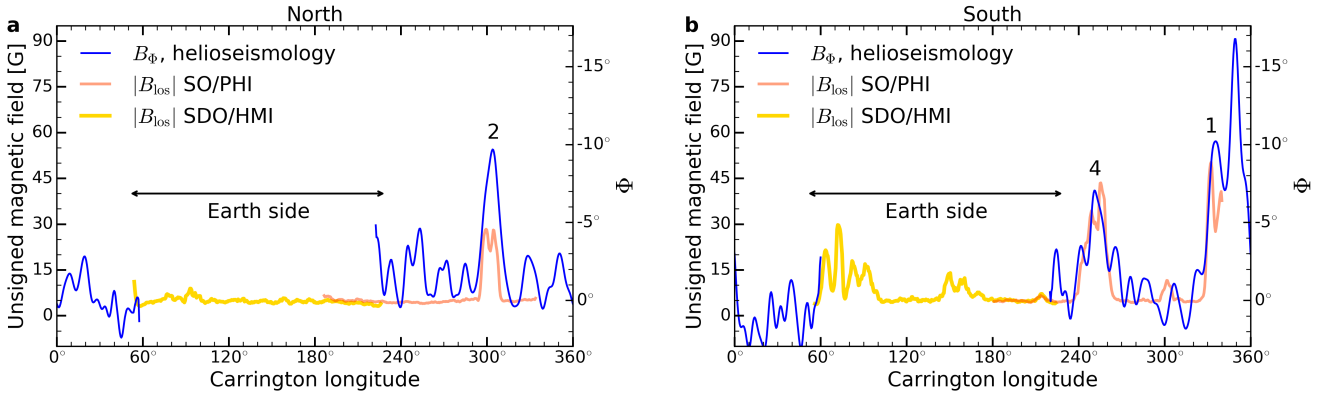 a
North
Unsigned magnetic field [G]
90
75
60
45
30
15
0
B_Φ, helioseismology
|B_los| SO/PHI
|B_los| SDO/HMI
2
Earth side
-15°
-10°
-5°
0°
Φ
0° 60° 120° 180° 240° 300° 360°
Carrington longitude
b
South
Unsigned magnetic field [G]
90
75
60
45
30
15
0
B_Φ, helioseismology
|B_los| SO/PHI
|B_los| SDO/HMI
1
4
Earth side
-15°
-10°
-5°
0°
Φ
0° 60° 120° 180° 240° 300° 360°
Carrington longitude